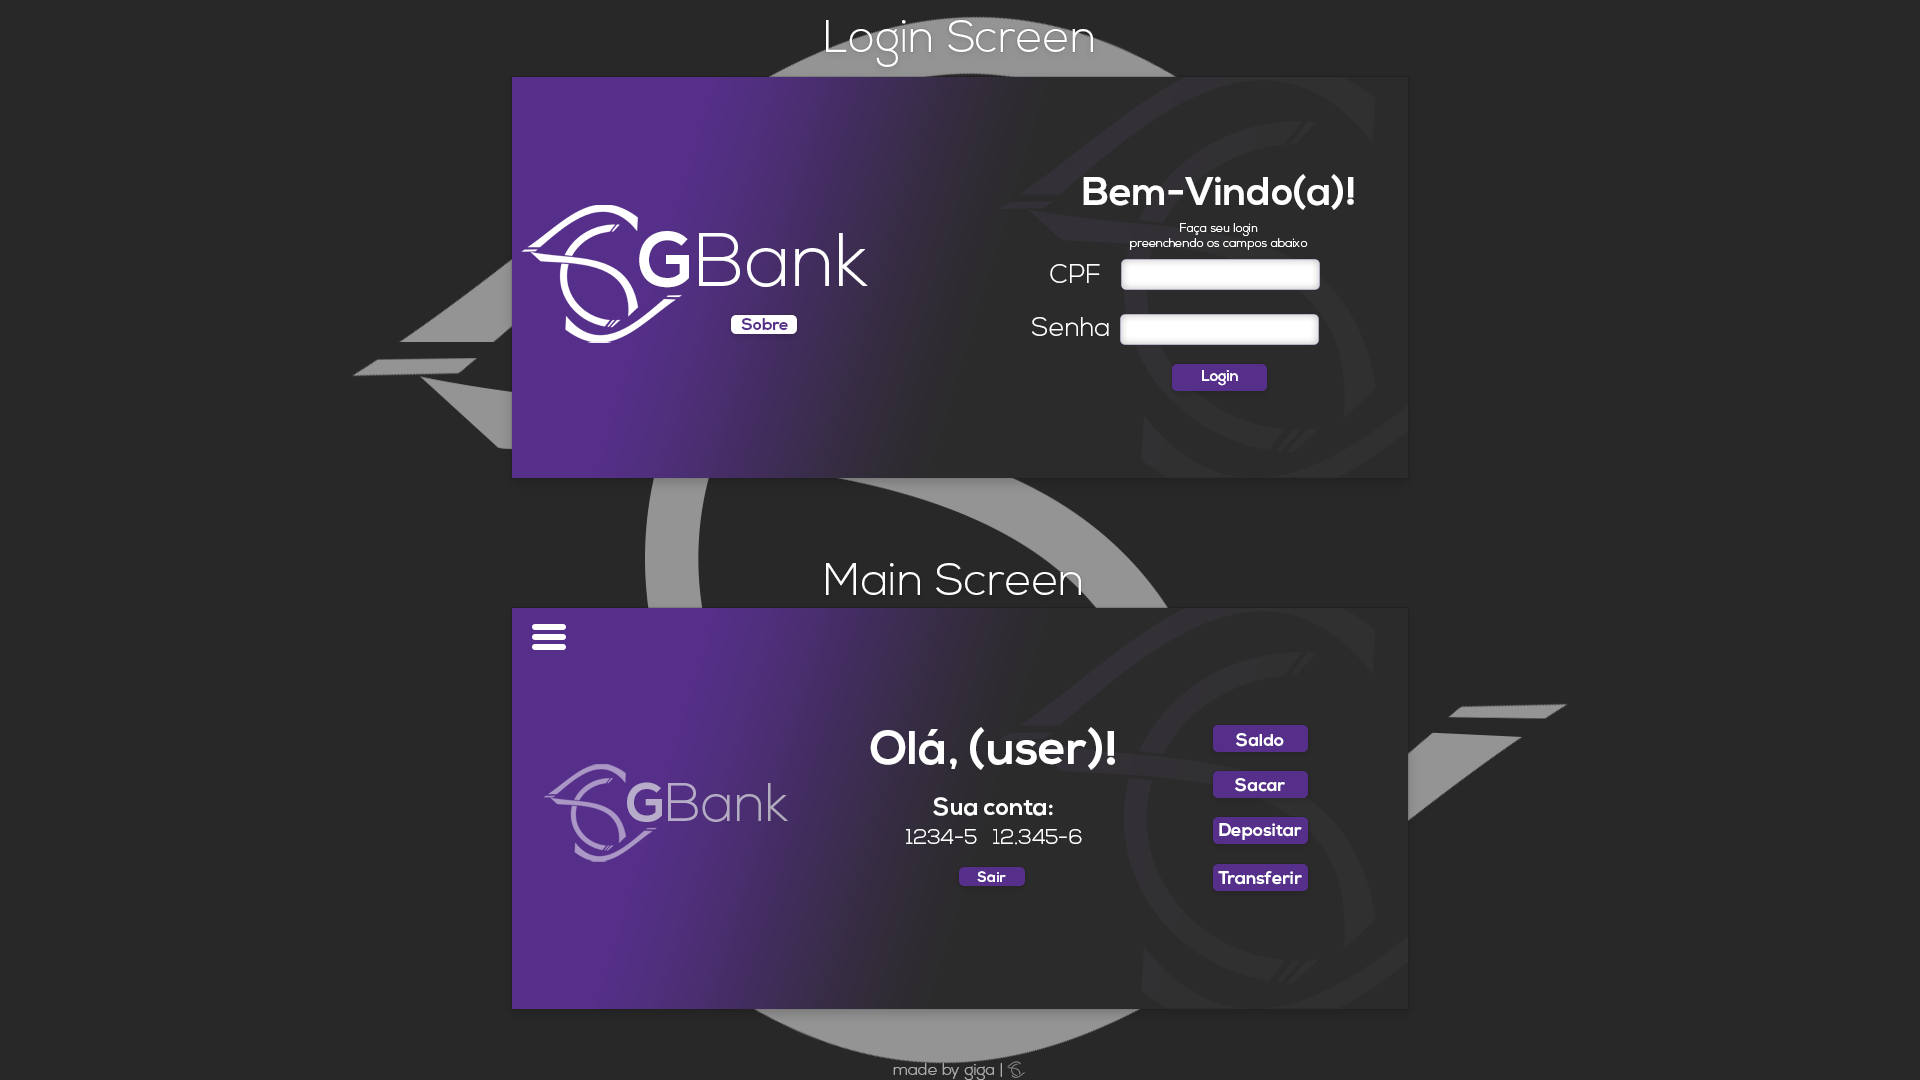 Login Screen
GBank
Sobre
Bem-Vindo(a)!
Faça seu login
preenchendo os campos abaixo
CPF
Senha
Login
Main Screen
GBank
Olá, (user)!
Sua conta:
1234-5 12.345-6
Sair
Saldo
Sacar
Depositar
Transferir
made by giga |